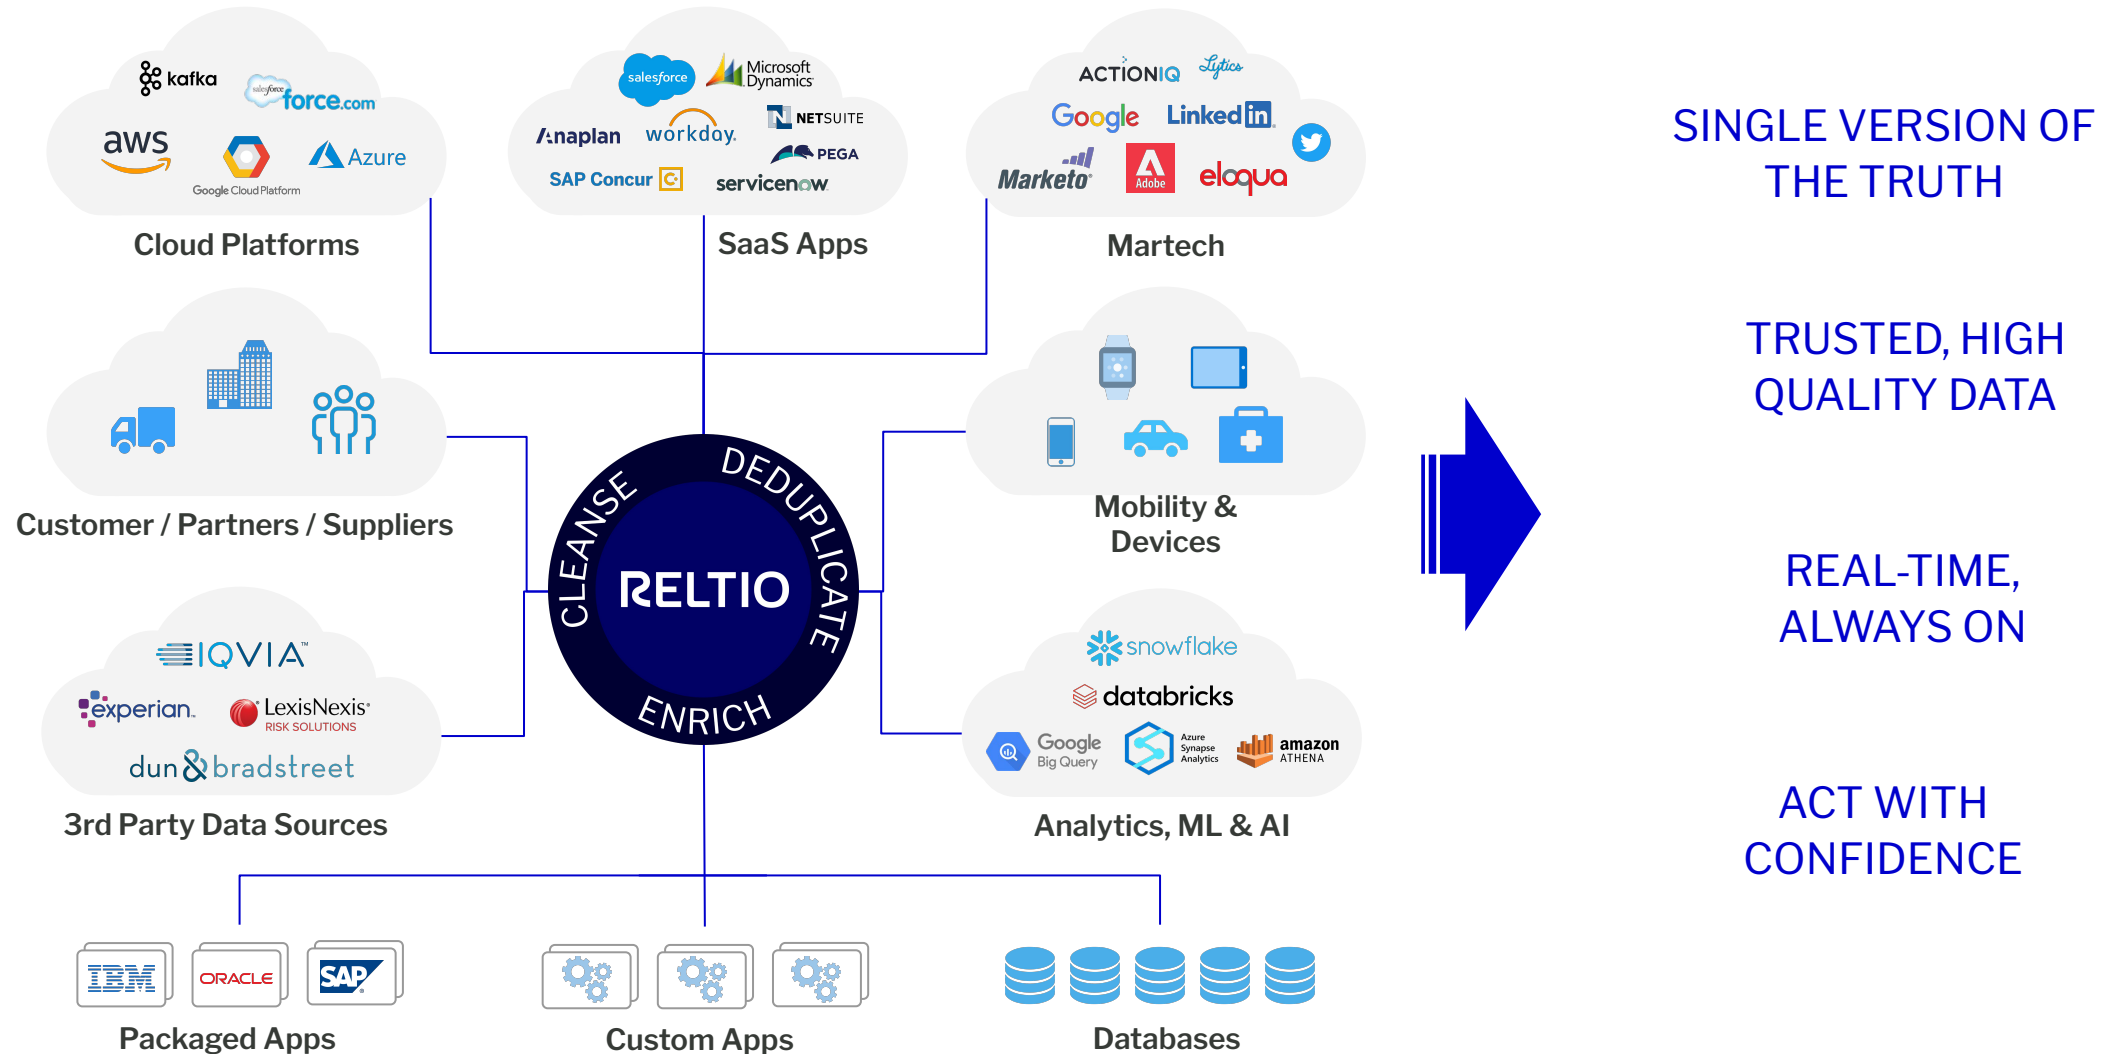 kafka
salesforce
force.com
aws
Google Cloud Platform
Azure
Cloud Platforms
salesforce
Microsoft
Dynamics
NETSUITE
Anaplan
workday.
PEGA
SAP Concur C
servicenow
SaaS Apps
ACTIONIQ
Lytics
Google
LinkedIn
Marketo
Adobe
eloqua
Martech
SINGLE VERSION OF
THE TRUTH
Customer / Partners / Suppliers
Mobility &
Devices
TRUSTED, HIGH
QUALITY DATA
CLEANSE
DEDUPLICATE
ENRICH
RELTIO
REAL-TIME,
ALWAYS ON
IQVIA™
experian™
LexisNexis®
RISK SOLUTIONS
dun & bradstreet
3rd Party Data Sources
snowflake
databricks
Google
Big Query
Azure
Synapse
Analytics
amazon
ATHENA
Analytics, ML & AI
ACT WITH
CONFIDENCE
IBM
ORACLE
SAP
Packaged Apps
Custom Apps
Databases